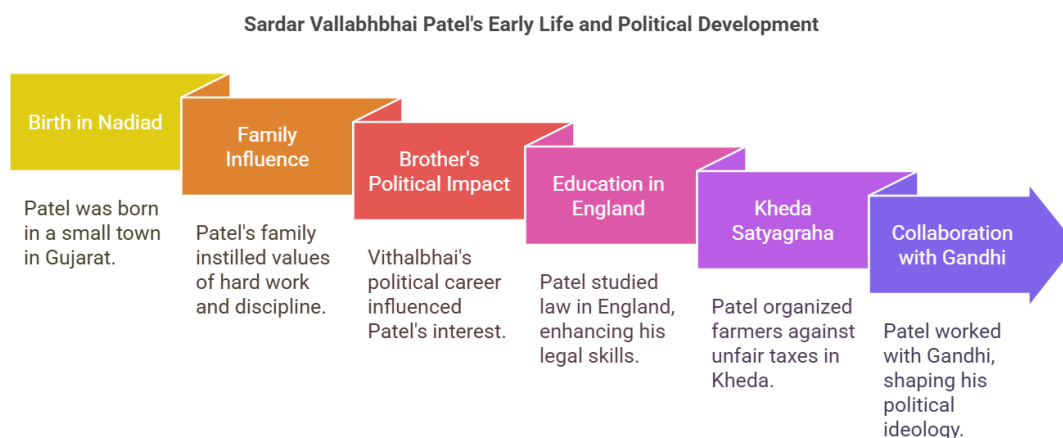 Sardar Vallabhbhai Patel's Early Life and Political Development
Birth in Nadiad
Patel was born
in a small town
in Gujarat.
Family
Influence
Patel's family
instilled values
of hard work
and discipline.
Brother's
Political Impact
Vithalbhai's
political career
influenced
Patel's interest.
Education in
England
Patel studied
law in England,
enhancing his
legal skills.
Kheda
Satyagraha
Patel organized
farmers against
unfair taxes in
Kheda.
Collaboration
with Gandhi
Patel worked
with Gandhi,
shaping his
political
ideology.